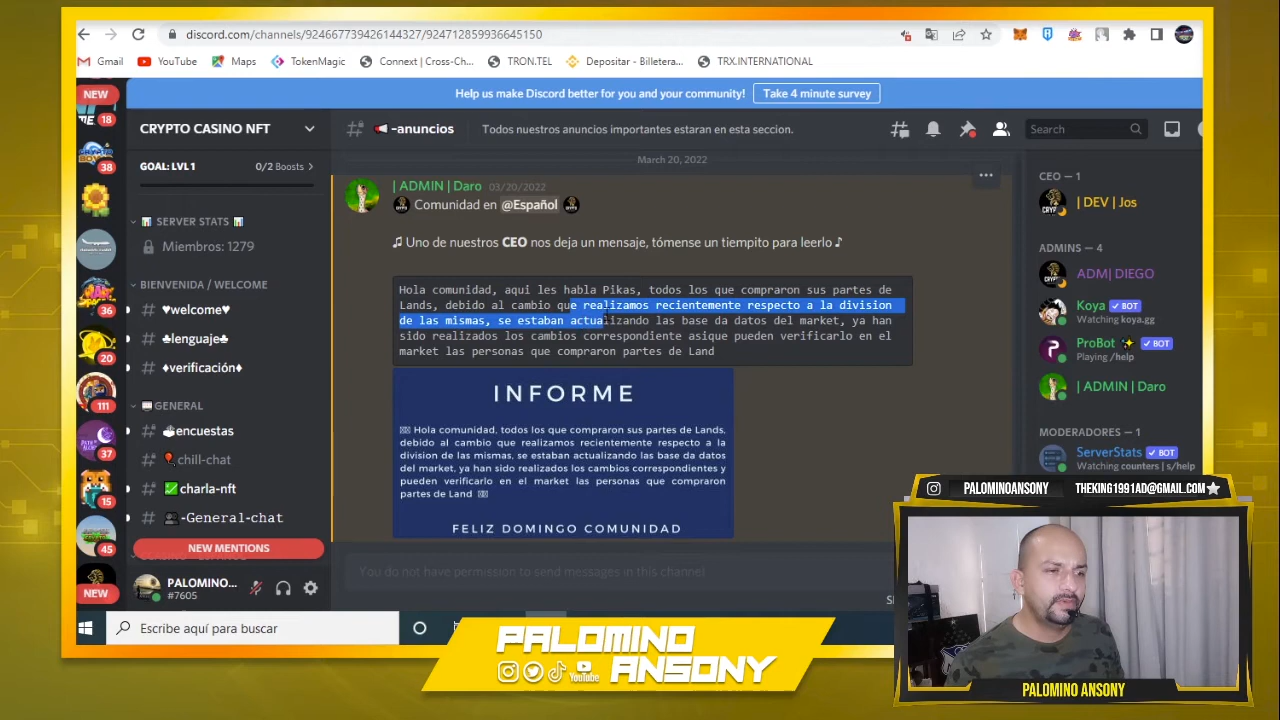 discord.com/channels/924667739426144327/924712859936645150
Gmail
YouTube
Maps
TokenMagic
Connext | Cross-Ch...
TRON.TEL
Depositar - Billetera...
TRX.INTERNATIONAL
Help us make Discord better for you and your community!
Take 4 minute survey
NEW
18
38
36
20
111
37
15
45
NEW
CRYPTO CASINO NFT
GOAL: LVL 1
0/2 Boosts
SERVER STATS
Miembros: 1279
BIENVENIDA / WELCOME
# ♥welcome♥
# ♣lenguaje♣
# ♦verificación♦
GENERAL
encuestas
# chill-chat
# charla-nft
# -General-chat
NEW MENTIONS
PALOMINO...
#7605
-anuncios
Todos nuestros anuncios importantes estaran en esta seccion.
Search
March 20, 2022
| ADMIN | Daro 03/20/2022
Comunidad en @Español
♫ Uno de nuestros CEO nos deja un mensaje, tómense un tiempito para leerlo ♪
Hola comunidad, aqui les habla Pikas, todos los que compraron sus partes de
Lands, debido al cambio que realizamos recientemente respecto a la division
de las mismas, se estaban actualizando las base da datos del market, ya han
sido realizados los cambios correspondiente asique pueden verificarlo en el
market las personas que compraron partes de Land
INFORME
Hola comunidad, todos los que compraron sus partes de Lands,
debido al cambio que realizamos recientemente respecto a la
division de las mismas, se estaban actualizando las base da datos
del market, ya han sido realizados los cambios correspondientes y
pueden verificarlo en el market las personas que compraron
partes de Land
FELIZ DOMINGO COMUNIDAD
You do not have permission to send messages in this channel
CEO — 1
| DEV | Jos
ADMINS — 4
ADM| DIEGO
Koya ✓ BOT
Watching koya.gg
ProBot ✨ ✓ BOT
Playing /help
| ADMIN | Daro
MODERADORES — 1
ServerStats ✓ BOT
Watching counters | s/help
Escribe aquí para buscar
PALOMINOANSONY
THEKING1991AD@GMAIL.COM
PALOMINO
ANSONY
YouTube
PALOMINO ANSONY